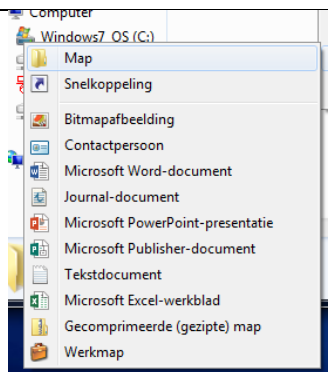 Computer
Windows7_OS (C:)
Map
Snelkoppeling
Bitmapafbeelding
Contactpersoon
Microsoft Word-document
Journal-document
Microsoft PowerPoint-presentatie
Microsoft Publisher-document
Tekstdocument
Microsoft Excel-werkblad
Gecomprimeerde (gezipte) map
Werkmap